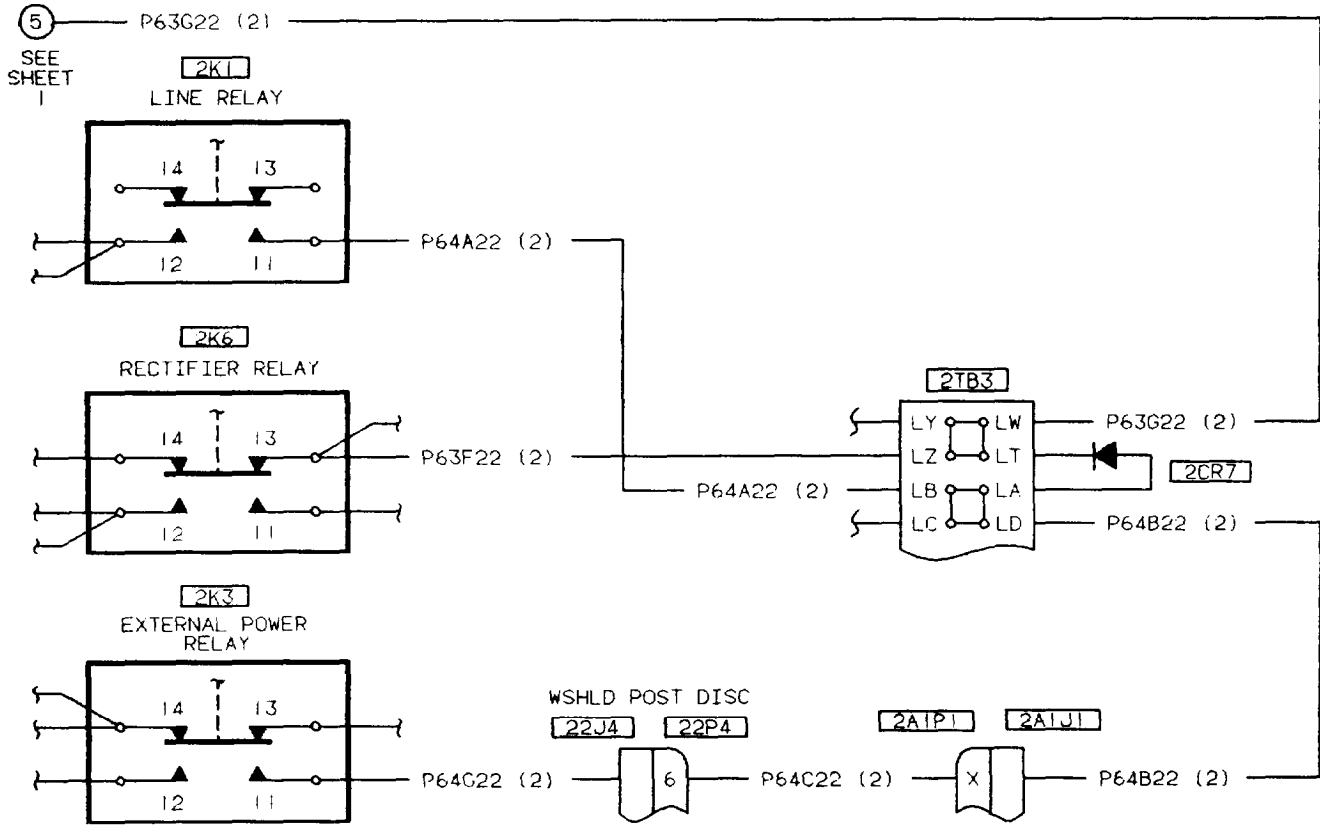 5 P63G22 (2)
SEE SHEET 1
2K1
LINE RELAY
14 13
12 11
P64A22 (2)
2K6
RECTIFIER RELAY
14 13
12 11
P63F22 (2)
P64A22 (2)
2TB3
LY LW
LZ LT
LB LA
LC LD
P63G22 (2)
2CR7
P64B22 (2)
2K3
EXTERNAL POWER
RELAY
14 13
12 11
P64G22 (2)
WSHLD POST DISC
22J4 22P4
6
P64C22 (2)
2A1P1 2A1J1
X
P64B22 (2)